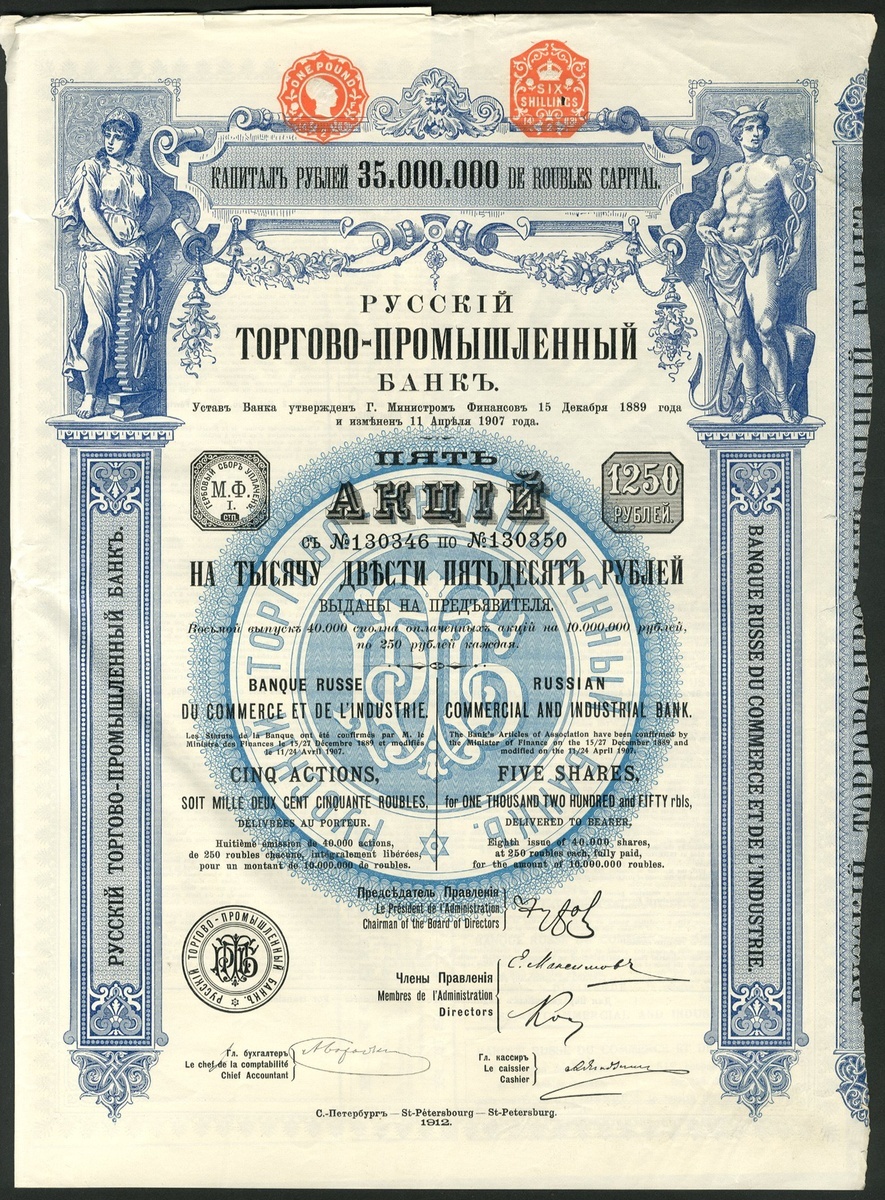 ONE POUND
SIX
SHILLINGS
КАПИТАЛЪ РУБЛЕЙ 35.000.000 DE ROUBLES CAPITAL.
РУССКІЙ
ТОРГОВО-ПРОМЫШЛЕННЫЙ
БАНКЪ.
Уставъ Банка утвержденъ Г. Министромъ Финансовъ 15 Декабря 1889 года
и измѣненъ 11 Апрѣля 1907 года.
ПЯТЬ
АКЦІЙ
ГЕРБОВЫЙ СБОРЪ УПЛАЧЕНЪ.
М.Ф.
I.
СТП.
1250
РУБЛЕЙ.
съ №130346 по №130350
НА ТЫСЯЧУ ДВѢСТИ ПЯТЬДЕСЯТЪ РУБЛЕЙ
ВЫДАНЫ НА ПРЕДЪЯВИТЕЛЯ.
Восьмой выпускъ 40.000 сполна оплаченныхъ акцій на 10.000.000 рублей,
по 250 рублей каждая.
РУССКІЙ ТОРГОВО-ПРОМЫШЛЕННЫЙ БАНКЪ.
BANQUE RUSSE
DU COMMERCE ET DE L'INDUSTRIE.
Les Statuts de la Banque ont été confirmés par M. le
Ministre des Finances le 15/27 Décembre 1889 et modifiés
le 11/24 Avril 1907.
CINQ ACTIONS,
SOIT MILLE DEUX CENT CINQUANTE ROUBLES,
DÉLIVRÉES AU PORTEUR.
Huitième émission de 40.000 actions,
de 250 roubles chacune, intégralement libérées,
pour un montant de 10.000.000 de roubles.
RUSSIAN
COMMERCIAL AND INDUSTRIAL BANK.
The Bank's Articles of Association have been confirmed by
the Minister of Finance on the 15/27 December 1889 and
modified on the 11/24 April 1907.
FIVE SHARES,
for ONE THOUSAND TWO HUNDRED and FIFTY rbls,
DELIVERED TO BEARER.
Eighth issue of 40.000 shares,
at 250 roubles each, fully paid,
for the amount of 10.000.000 roubles.
Предсѣдатель Правленія
Le Président de l'Administration
Chairman of the Board of Directors
Члены Правленія
Membres de l'Administration
Directors
Е. Максимовъ
РУССКІЙ ТОРГОВО-ПРОМЫШЛЕННЫЙ БАНКЪ.
РТПБ
Гл. бухгалтеръ
Le chef de la comptabilité
Chief Accountant
Гл. кассиръ
Le caissier
Cashier
С.-Петербургъ — St-Pétersbourg — St-Petersburg.
1912.
РУССКІЙ ТОРГОВО-ПРОМЫШЛЕННЫЙ БАНКЪ.
BANQUE RUSSE DU COMMERCE ET DE L'INDUSTRIE.